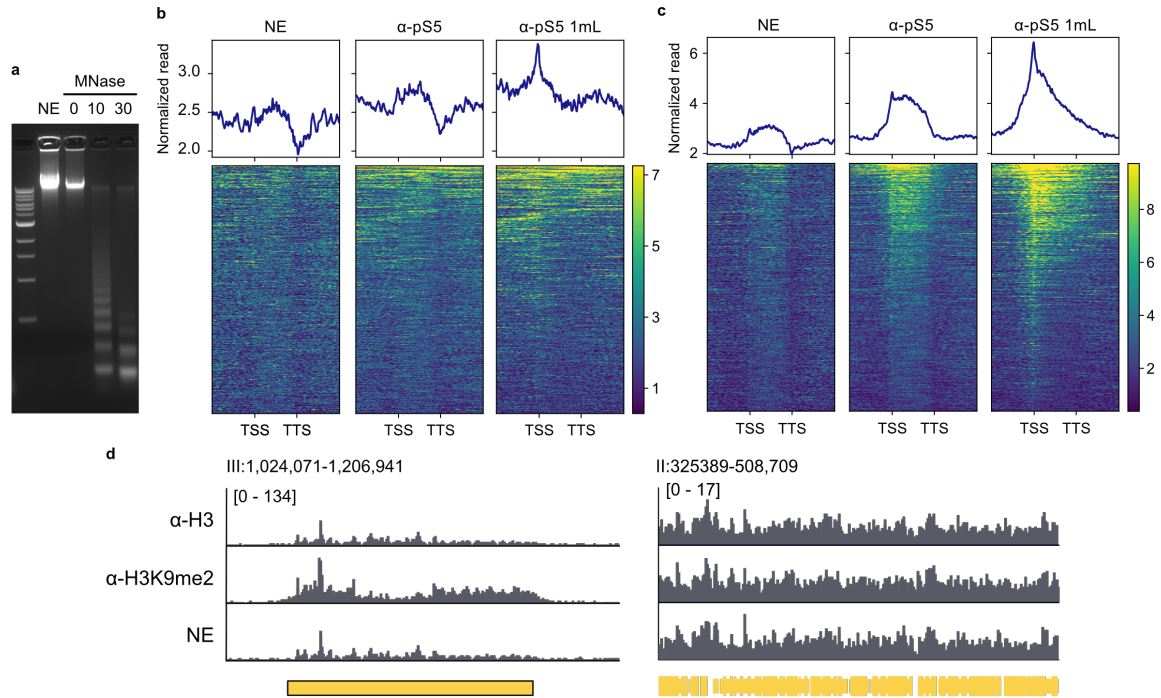 a
MNase
NE 0 10 30
b
NE α-pS5 α-pS5 1mL
Normalized read
3.0
2.5
2.0
7
5
3
1
TSS TTS TSS TTS TSS TTS
c
NE α-pS5 α-pS5 1mL
Normalized read
6
4
2
8
6
4
2
TSS TTS TSS TTS TSS TTS
d
III:1,024,071-1,206,941 II:325389-508,709
[0 - 134] [0 - 17]
α-H3
α-H3K9me2
NE